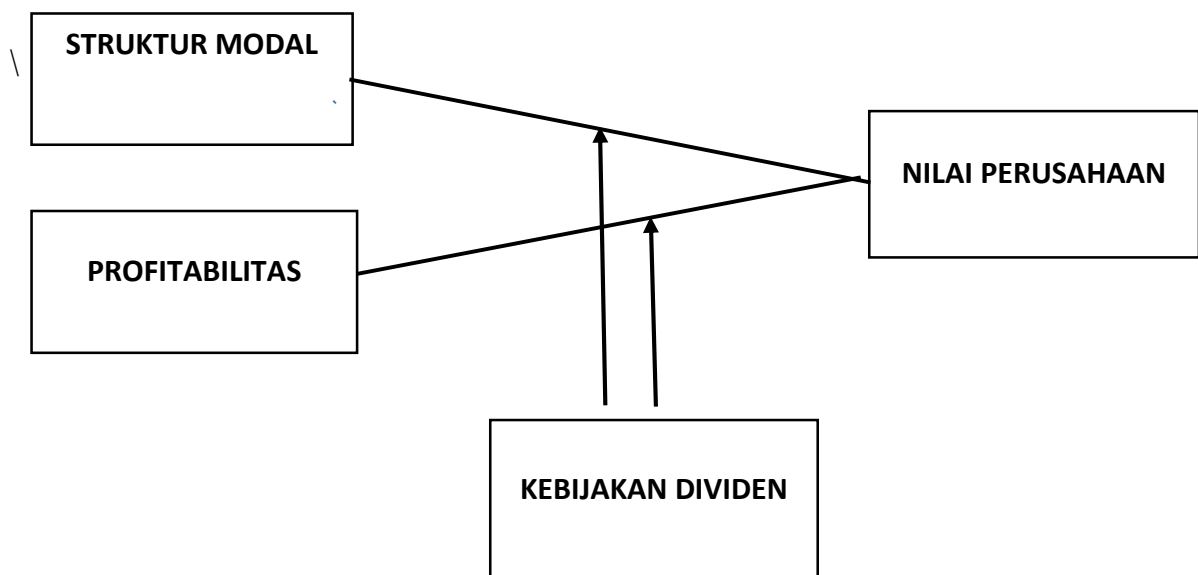 STRUKTUR MODAL
NILAI PERUSAHAAN
PROFITABILITAS
KEBIJAKAN DIVIDEN